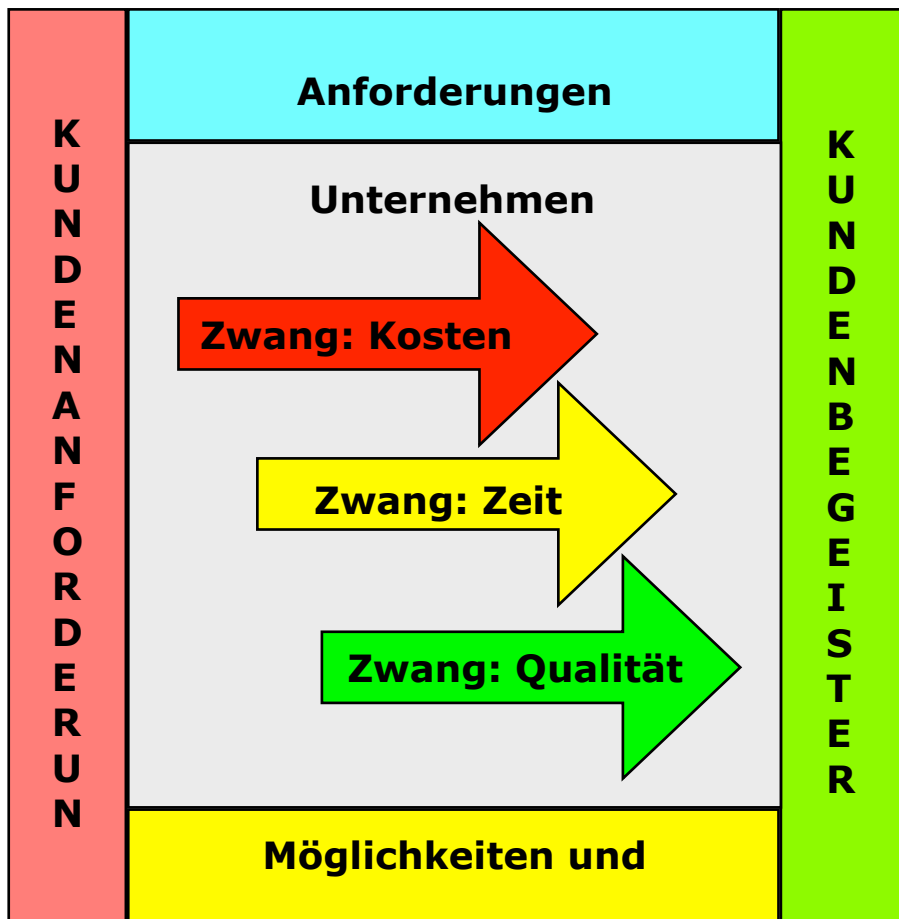 Anforderungen
KUNDENANFORDERUN
Unternehmen
Zwang: Kosten
Zwang: Zeit
Zwang: Qualität
KUNDENBEGEISTER
Möglichkeiten und